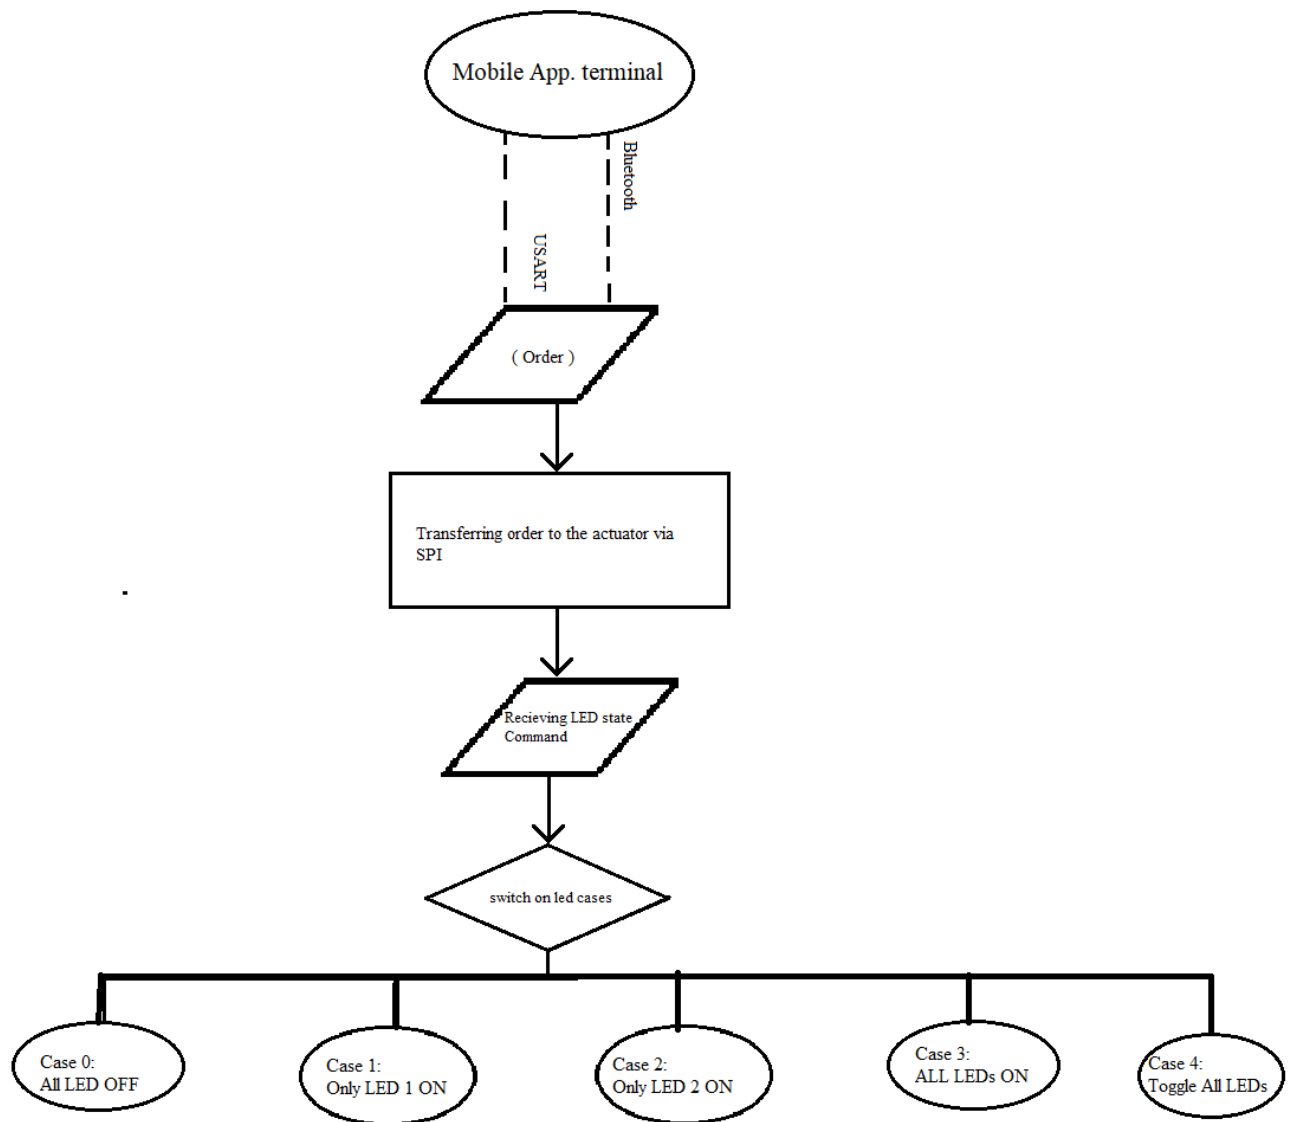 Mobile App. terminal
Bluetooth
USART
( Order )
Transferring order to the actuator via
SPI
Recieving LED state
Command
switch on led cases
Case 0:
All LED OFF
Case 1:
Only LED 1 ON
Case 2:
Only LED 2 ON
Case 3:
ALL LEDs ON
Case 4:
Toggle All LEDs